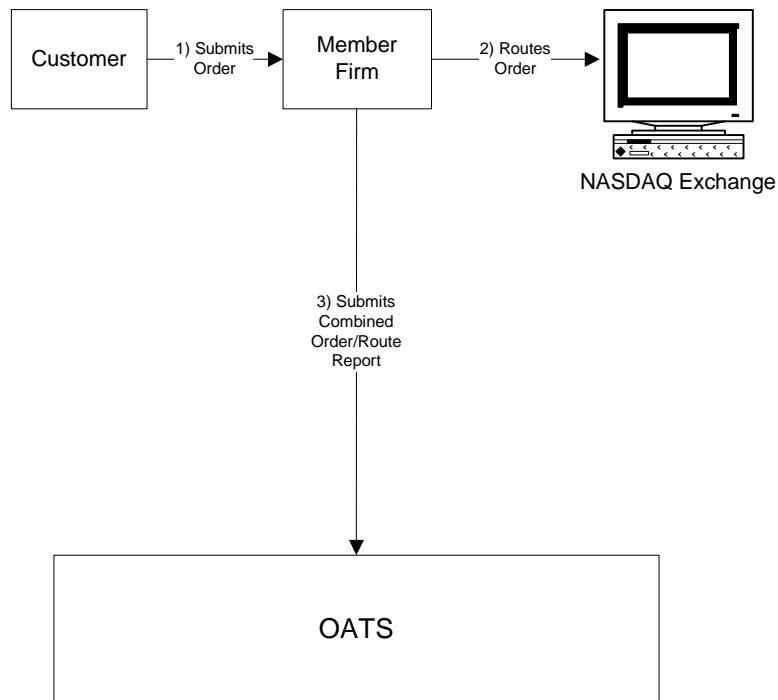 Customer
1) Submits
Order
Member
Firm
2) Routes
Order
NASDAQ Exchange
3) Submits
Combined
Order/Route
Report
OATS